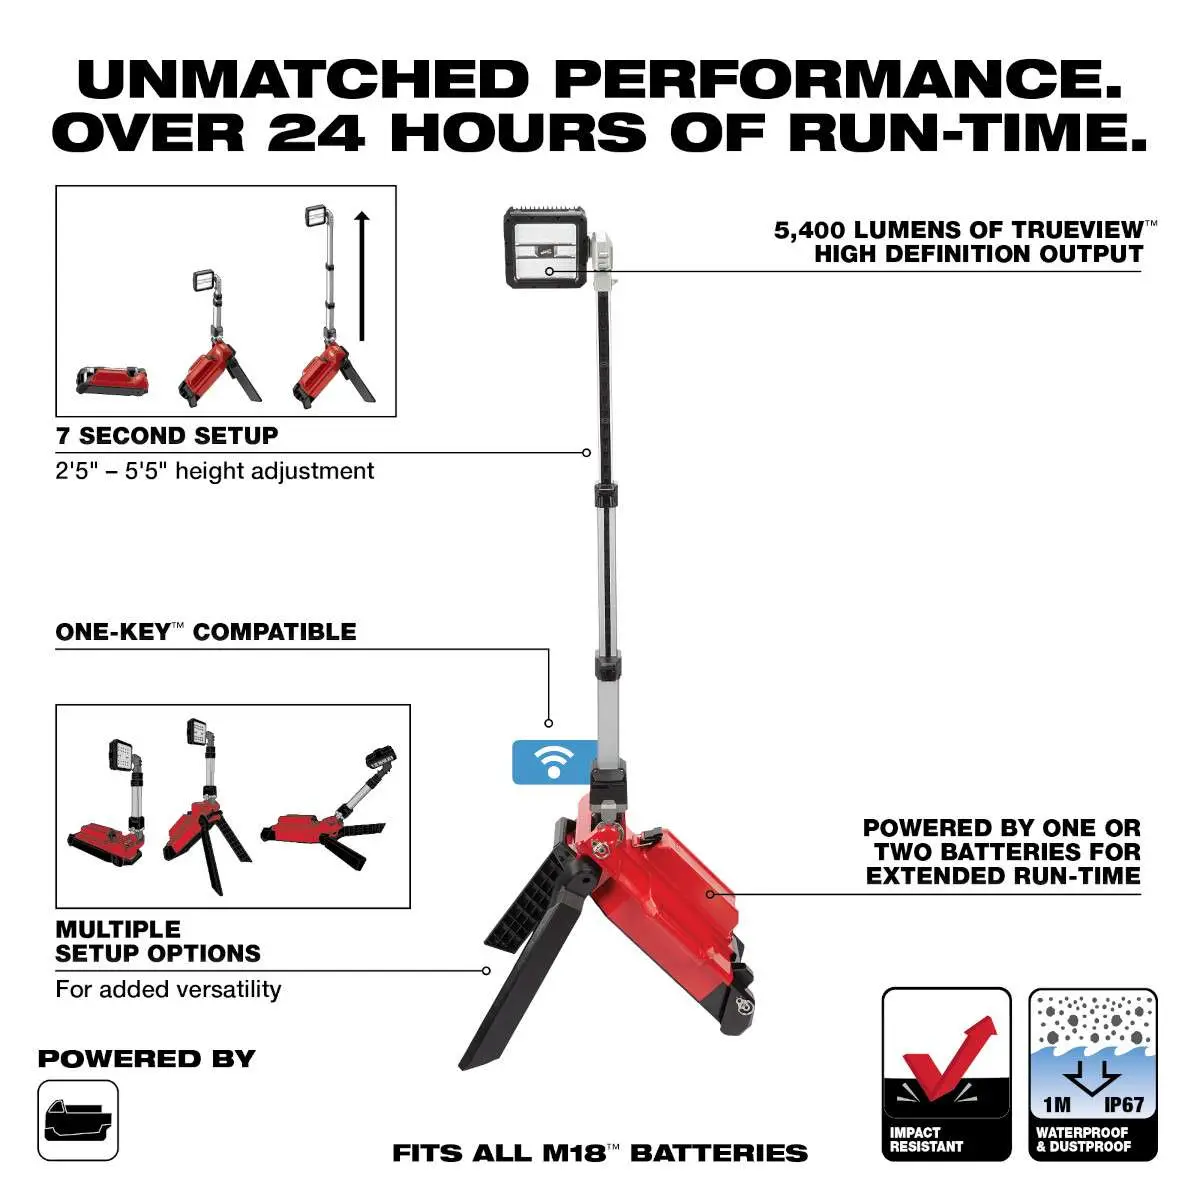 UNMATCHED PERFORMANCE.
OVER 24 HOURS OF RUN-TIME.
5,400 LUMENS OF TRUEVIEW™
HIGH DEFINITION OUTPUT
7 SECOND SETUP
2'5" – 5'5" height adjustment
ONE-KEY™ COMPATIBLE
MULTIPLE
SETUP OPTIONS
For added versatility
POWERED BY ONE OR
TWO BATTERIES FOR
EXTENDED RUN-TIME
POWERED BY
FITS ALL M18™ BATTERIES
IMPACT
RESISTANT
1M IP67
WATERPROOF
& DUSTPROOF